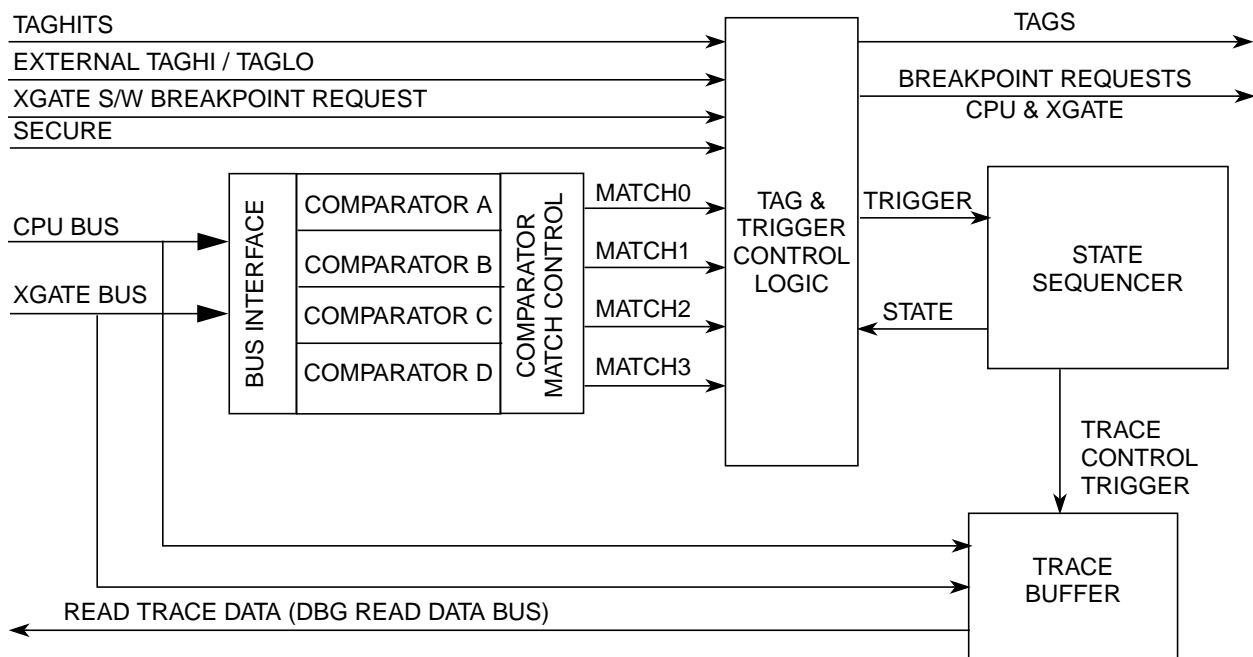 TAGHITS
EXTERNAL TAGHI / TAGLO
XGATE S/W BREAKPOINT REQUEST
SECURE
TAGS
BREAKPOINT REQUESTS
CPU & XGATE
CPU BUS
XGATE BUS
BUS INTERFACE
COMPARATOR A
COMPARATOR B
COMPARATOR C
COMPARATOR D
COMPARATOR
MATCH CONTROL
MATCH0
MATCH1
MATCH2
MATCH3
TAG &
TRIGGER
CONTROL
LOGIC
TRIGGER
STATE
STATE
SEQUENCER
TRACE
CONTROL
TRIGGER
TRACE
BUFFER
READ TRACE DATA (DBG READ DATA BUS)